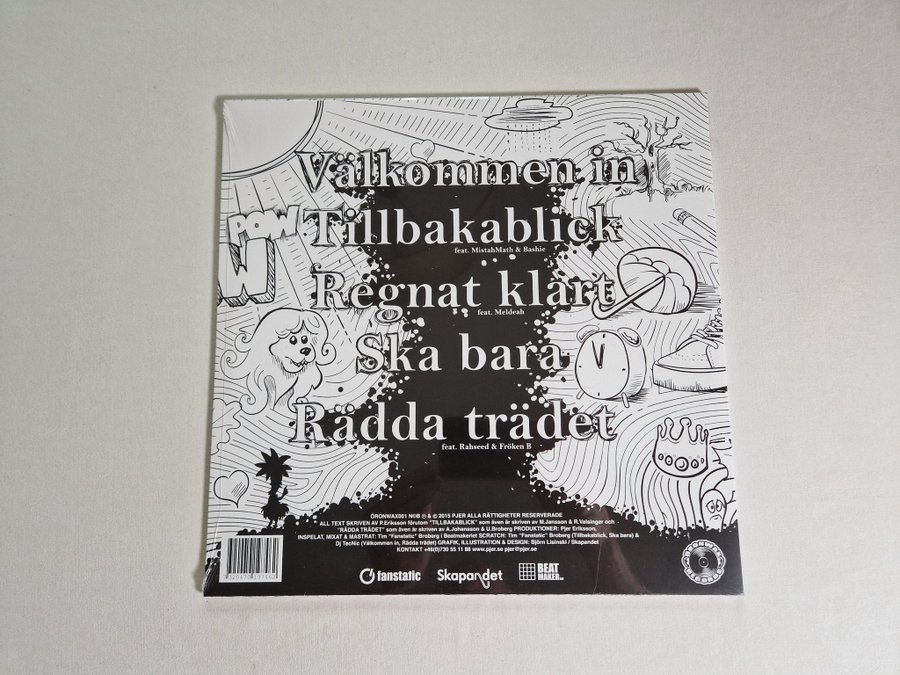 Välkommen in
POW
W
Tillbakablick
feat. MistahMath & Bashie
Regnat klart
feat. Meldeah
Ska bara
Rädda trädet
feat. Rahseed & Fröken B
ÖRONWAX001 N©B ℗ & © 2015 PJER ALLA RÄTTIGHETER RESERVERADE
ALL TEXT SKRIVEN AV P.Eriksson förutom "TILLBAKABLICK" som även är skriven av M.Jansson & R.Valsinger och
"RÄDDA TRÄDET" som även är skriven av A.Johansson & U.Broberg PRODUKTIONER: Pjer Eriksson,
INSPELAT, MIXAT & MASTRAT: Tim "Fanstatic" Broberg i Beatmakeriet SCRATCH: Tim "Fanstatic" Broberg (Tillbakablick, Ska bara) &
Dj TecNic (Välkommen in, Rädda trädet) GRAFIK, ILLUSTRATION & DESIGN: Björn Lisinski / Skapandet
KONTAKT +46(0)730 55 11 88 www.pjer.se pjer@pjer.se
fanstatic
Skapandet
BEAT
MAKER
ÖRONWAX
RECORDS